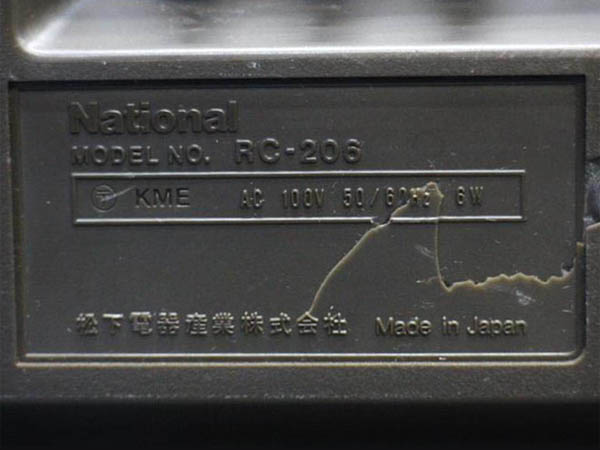 National
MODEL NO. RC-206
〒 KME AC 100V 50/60Hz 6W
松下電器産業株式会社 Made in Japan